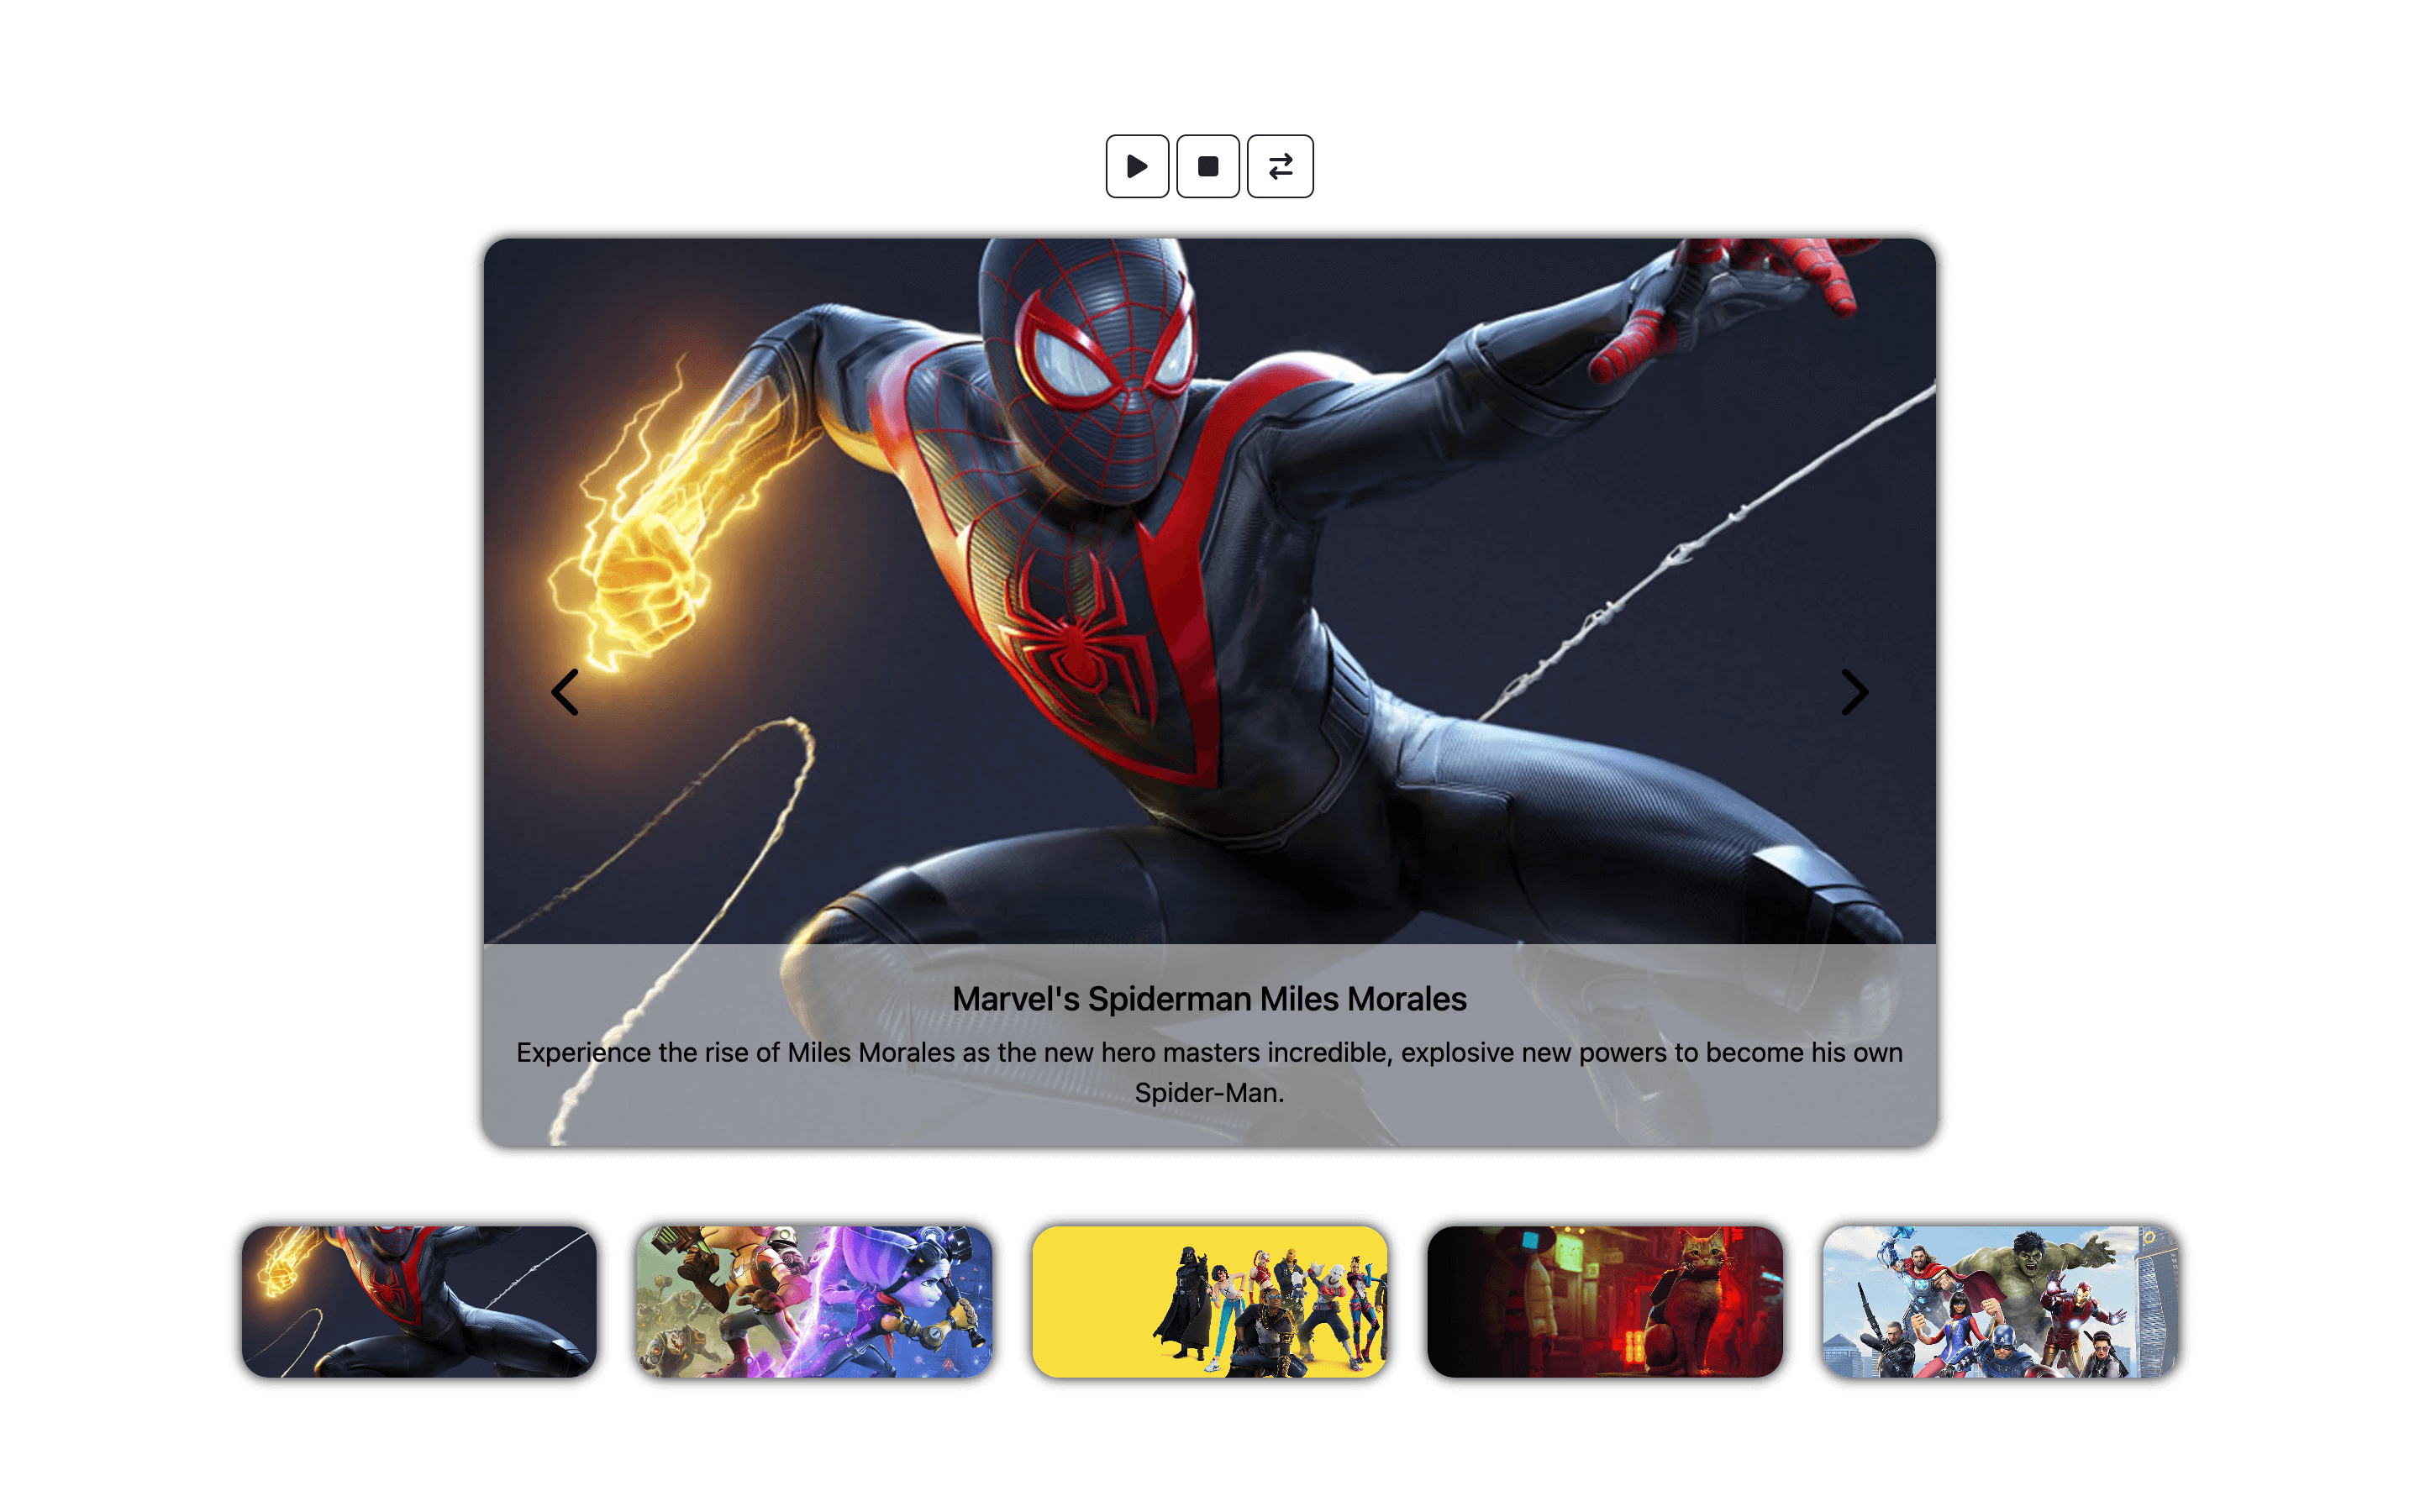 Marvel's Spiderman Miles Morales
Experience the rise of Miles Morales as the new hero masters incredible, explosive new powers to become his own
Spider-Man.